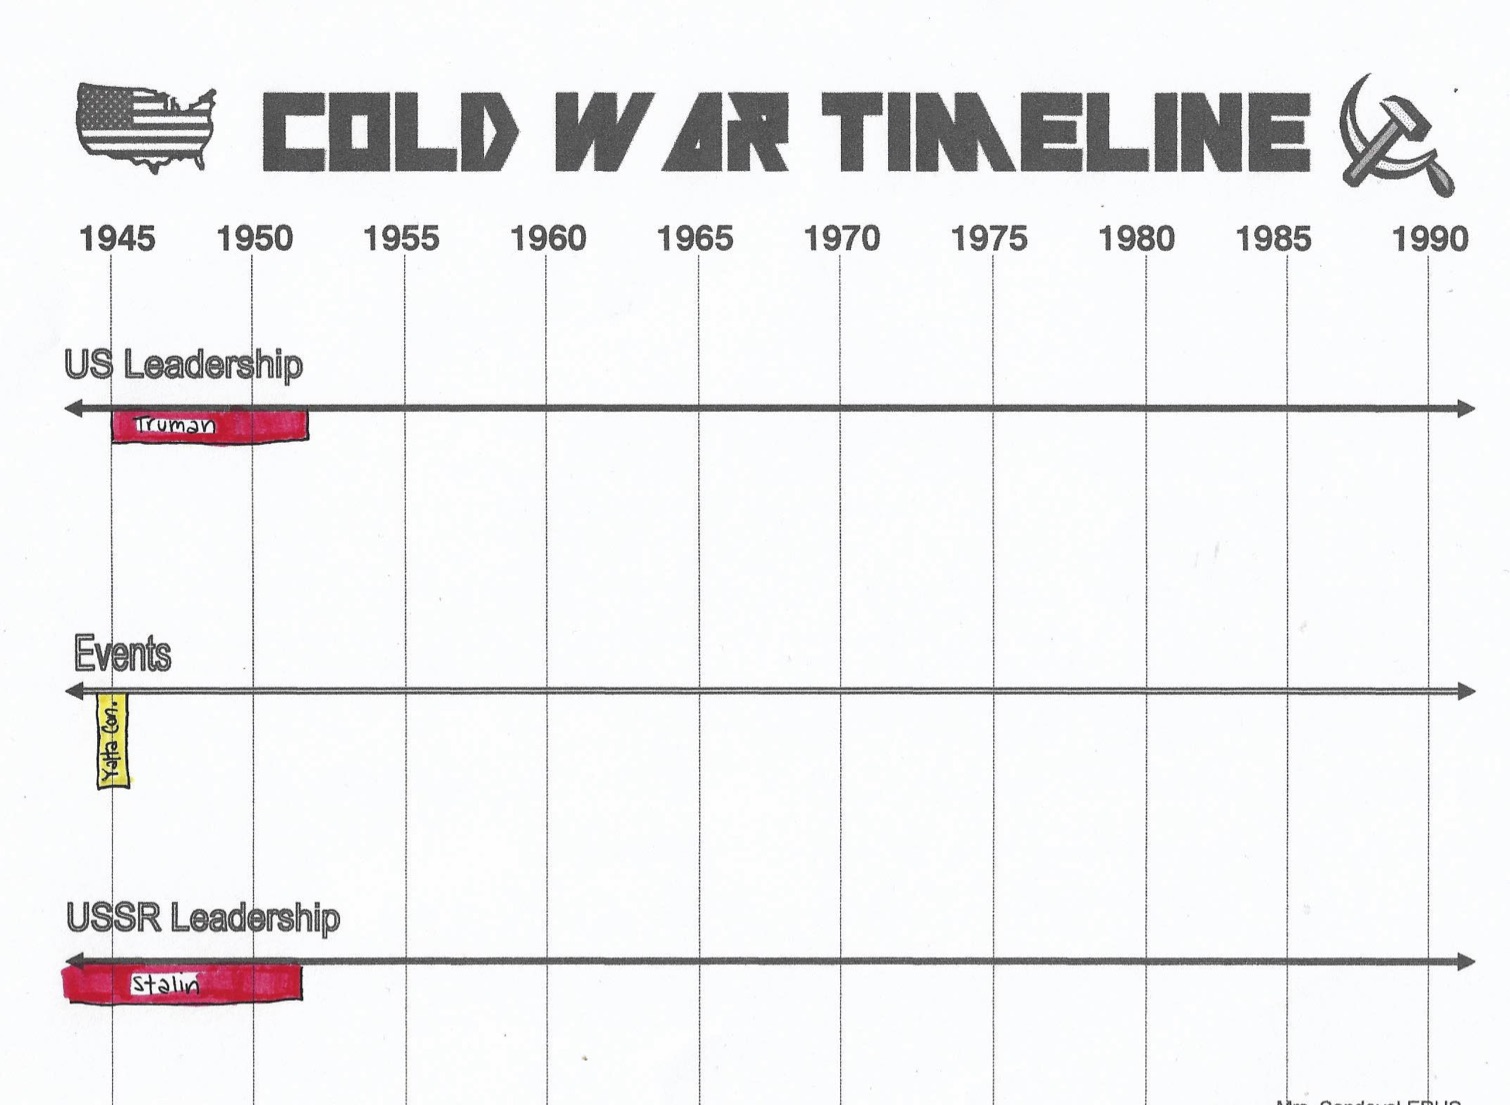 COLD WAR TIMELINE
1945 1950 1955 1960 1965 1970 1975 1980 1985 1990
US Leadership
Truman
Events
Yalta Con.
USSR Leadership
Stalin